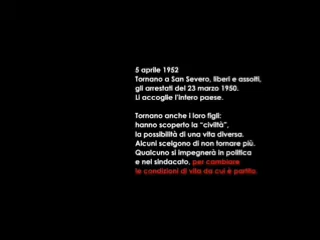 5 aprile 1952
Tornano a San Severo, liberi e assolti,
gli arrestati del 23 marzo 1950.
Li accoglie l'intero paese.
Tornano anche i loro figli:
hanno scoperto la "civiltà",
la possibilità di una vita diversa.
Alcuni scelgono di non tornare più.
Qualcuno si impegnerà in politica
e nel sindacato, per cambiare
le condizioni di vita da cui è partito.